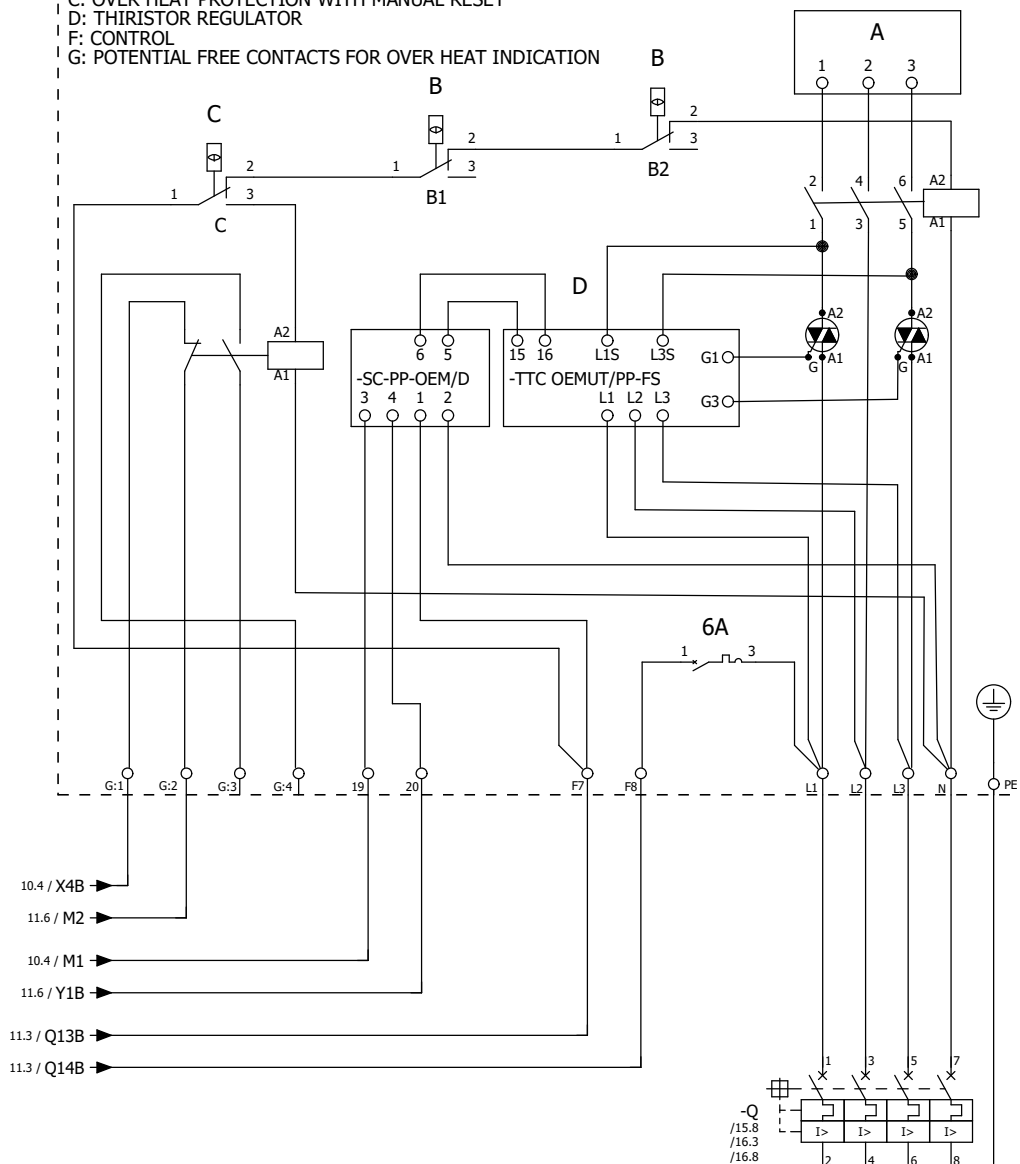 C: OVER HEAT PROTECTION WITH MANUAL RESET
D: THIRISTOR REGULATOR
F: CONTROL
G: POTENTIAL FREE CONTACTS FOR OVER HEAT INDICATION
A
1 2 3
B
B
C
2
1 3
B2
2
1 3
B1
2
1 3
C
2 4 6 A2
1 3 5 A1
D
A2 A2
G A1 G A1
A2
A1
6 5
-SC-PP-OEM/D
3 4 1 2
15 16 L1S L3S G1
-TTC OEMUT/PP-FS
L1 L2 L3 G3
6A
1 3
G:1 G:2 G:3 G:4 19 20 F7 F8 L1 L2 L3 N PE
10.4 / X4B
11.6 / M2
10.4 / M1
11.6 / Y1B
11.3 / Q13B
11.3 / Q14B
1 3 5 7
-Q
/15.8 I> I> I> I>
/16.3
/16.8 2 4 6 8